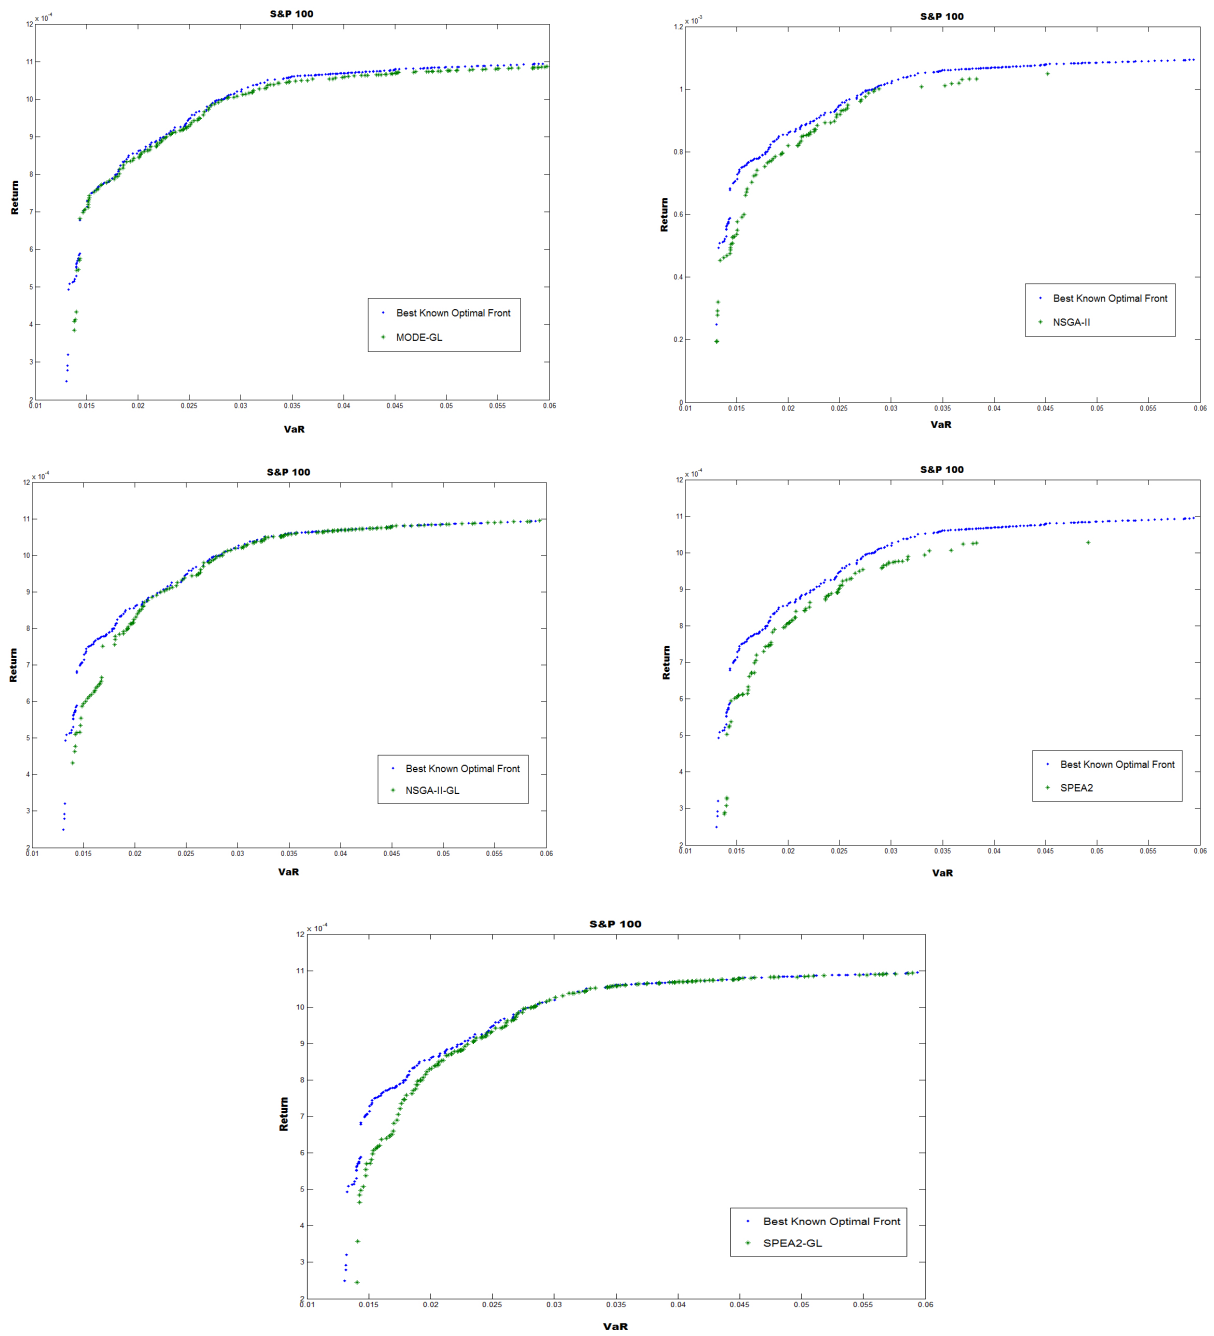 S&P 100
x 10⁻⁴
12
11
10
9
8
7
6
5
4
3
2
Return
Best Known Optimal Front
MODE-GL
0.01 0.015 0.02 0.025 0.03 0.035 0.04 0.045 0.05 0.055 0.06
VaR
S&P 100
x 10⁻³
1.2
1
0.8
0.6
0.4
0.2
0
Return
Best Known Optimal Front
NSGA-II
0.01 0.015 0.02 0.025 0.03 0.035 0.04 0.045 0.05 0.055 0.06
VaR
S&P 100
x 10⁻⁴
12
11
10
9
8
7
6
5
4
3
2
Return
Best Known Optimal Front
NSGA-II-GL
0.01 0.015 0.02 0.025 0.03 0.035 0.04 0.045 0.05 0.055 0.06
VaR
S&P 100
x 10⁻⁴
12
11
10
9
8
7
6
5
4
3
2
Return
Best Known Optimal Front
SPEA2
0.01 0.015 0.02 0.025 0.03 0.035 0.04 0.045 0.05 0.055 0.06
VaR
S&P 100
x 10⁻⁴
12
11
10
9
8
7
6
5
4
3
2
Return
Best Known Optimal Front
SPEA2-GL
0.01 0.015 0.02 0.025 0.03 0.035 0.04 0.045 0.05 0.055 0.06
VaR